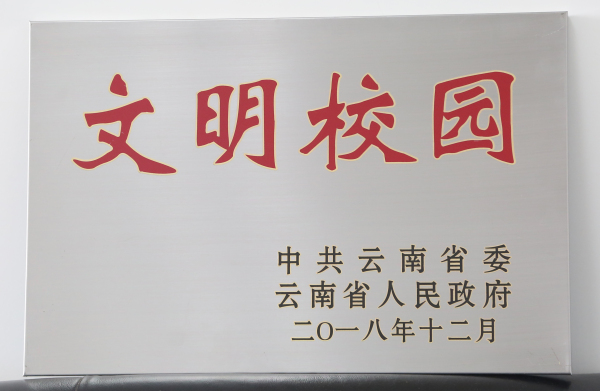 文明校园
中共云南省委
云南省人民政府
二〇一八年十二月